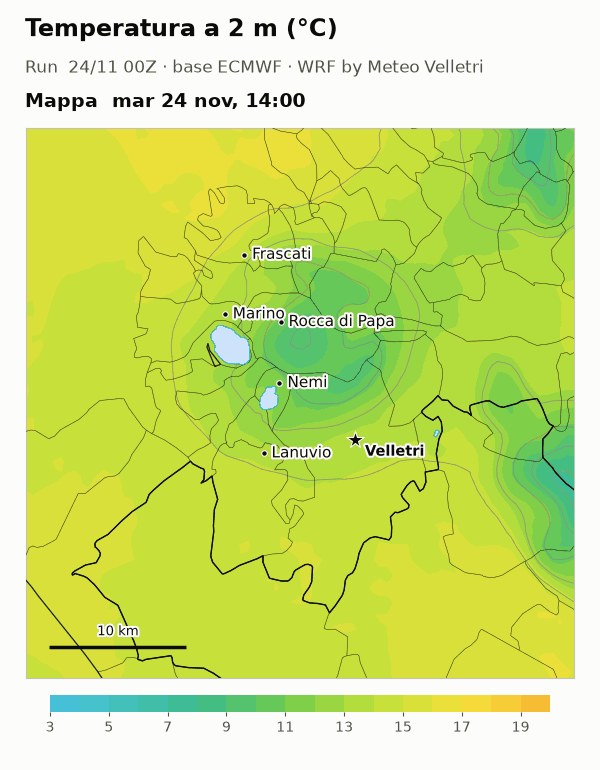 Temperatura a 2 m (°C)
Run  24/11 00Z · base ECMWF · WRF by Meteo Velletri
Mappa  mar 24 nov, 14:00
Frascati
Marino
Rocca di Papa
Nemi
Velletri
Lanuvio
10 km
3 5 7 9 11 13 15 17 19